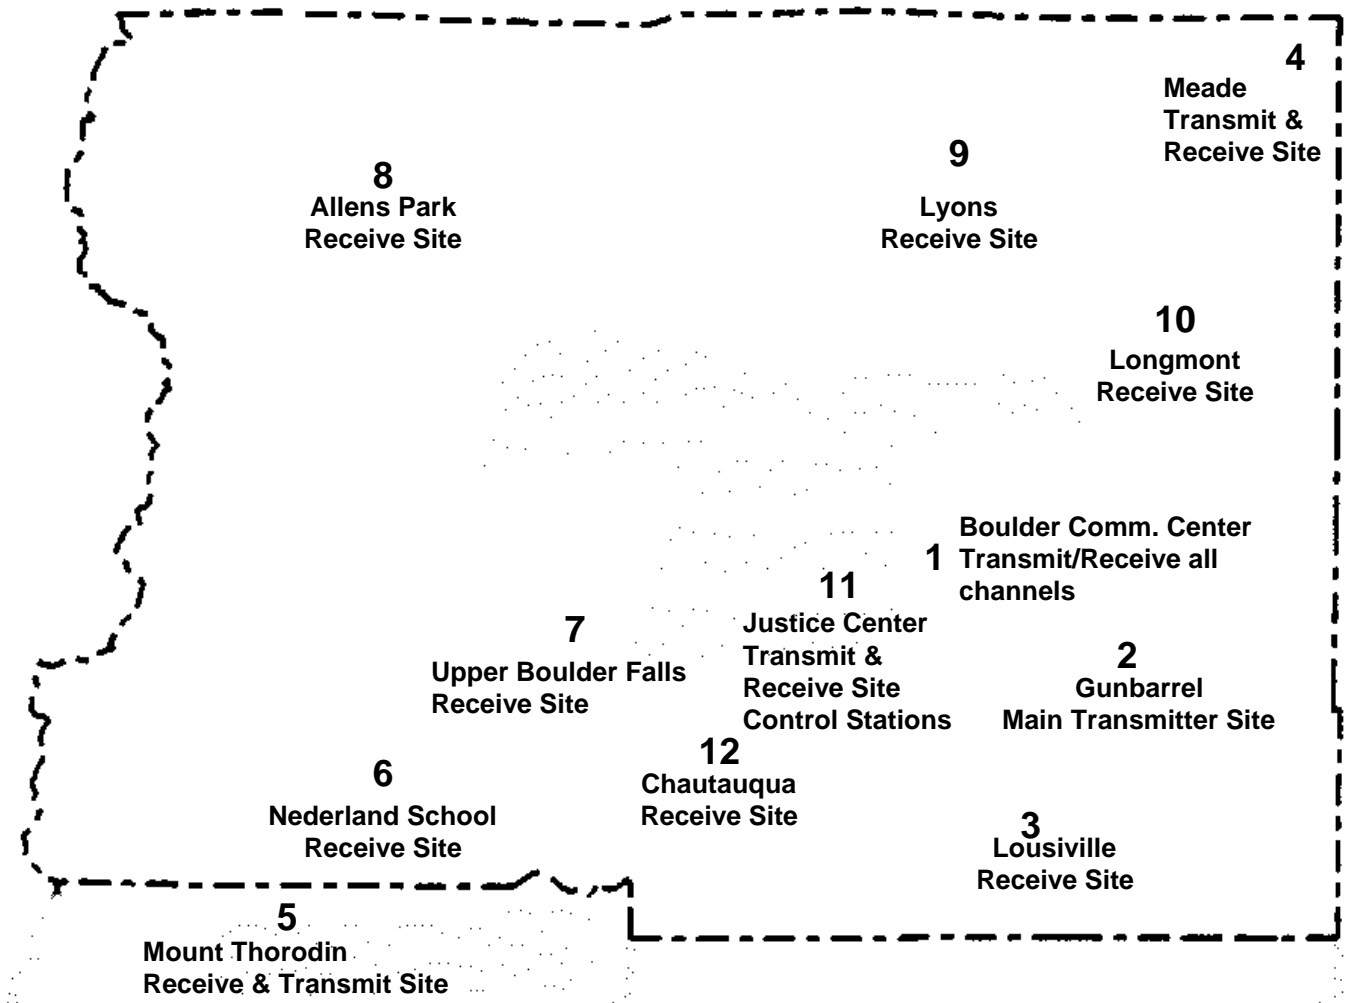 4
Meade
Transmit &
Receive Site
8
Allens Park
Receive Site
9
Lyons
Receive Site
10
Longmont
Receive Site
1
Boulder Comm. Center
Transmit/Receive all
channels
11
Justice Center
Transmit &
Receive Site
Control Stations
7
Upper Boulder Falls
Receive Site
2
Gunbarrel
Main Transmitter Site
12
Chautauqua
Receive Site
6
Nederland School
Receive Site
3
Lousiville
Receive Site
5
Mount Thorodin
Receive & Transmit Site